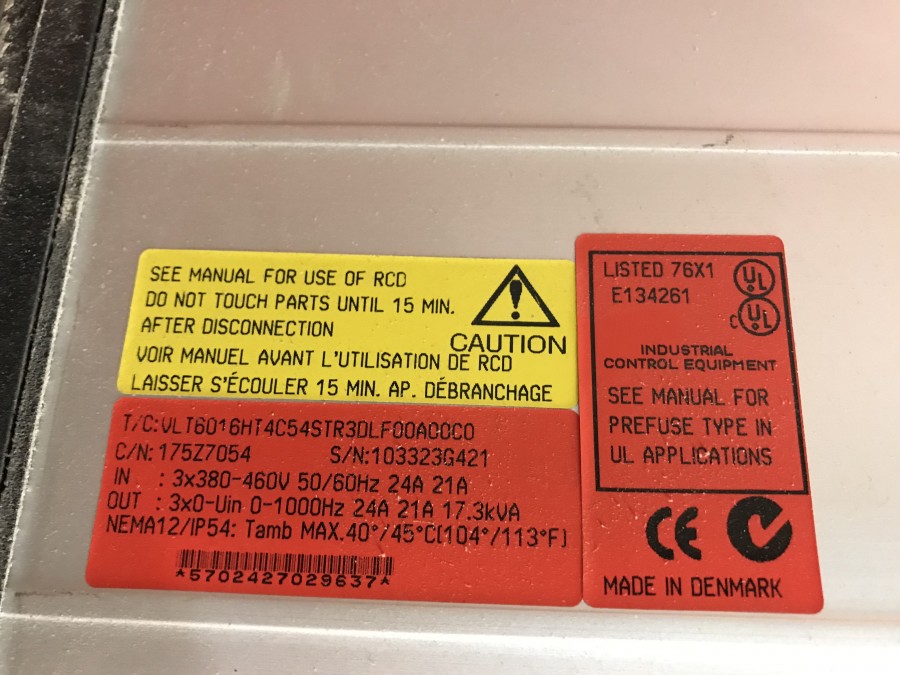 SEE MANUAL FOR USE OF RCD
DO NOT TOUCH PARTS UNTIL 15 MIN.
AFTER DISCONNECTION
CAUTION
VOIR MANUEL AVANT L'UTILISATION DE RCD
LAISSER S'ÉCOULER 15 MIN. AP. DÉBRANCHAGE
T/C:VLT6016HT4C54STR3DLF00A00C0
C/N:175Z7054 S/N:103323G421
IN : 3x380-460V 50/60Hz 24A 21A
OUT : 3x0-Uin 0-1000Hz 24A 21A 17.3kVA
NEMA12/IP54: Tamb MAX.40°/45°C(104°/113°F)
*5702427029637*
LISTED 76X1
E134261
UL
c UL
INDUSTRIAL
CONTROL EQUIPMENT
SEE MANUAL FOR
PREFUSE TYPE IN
UL APPLICATIONS
CE
MADE IN DENMARK